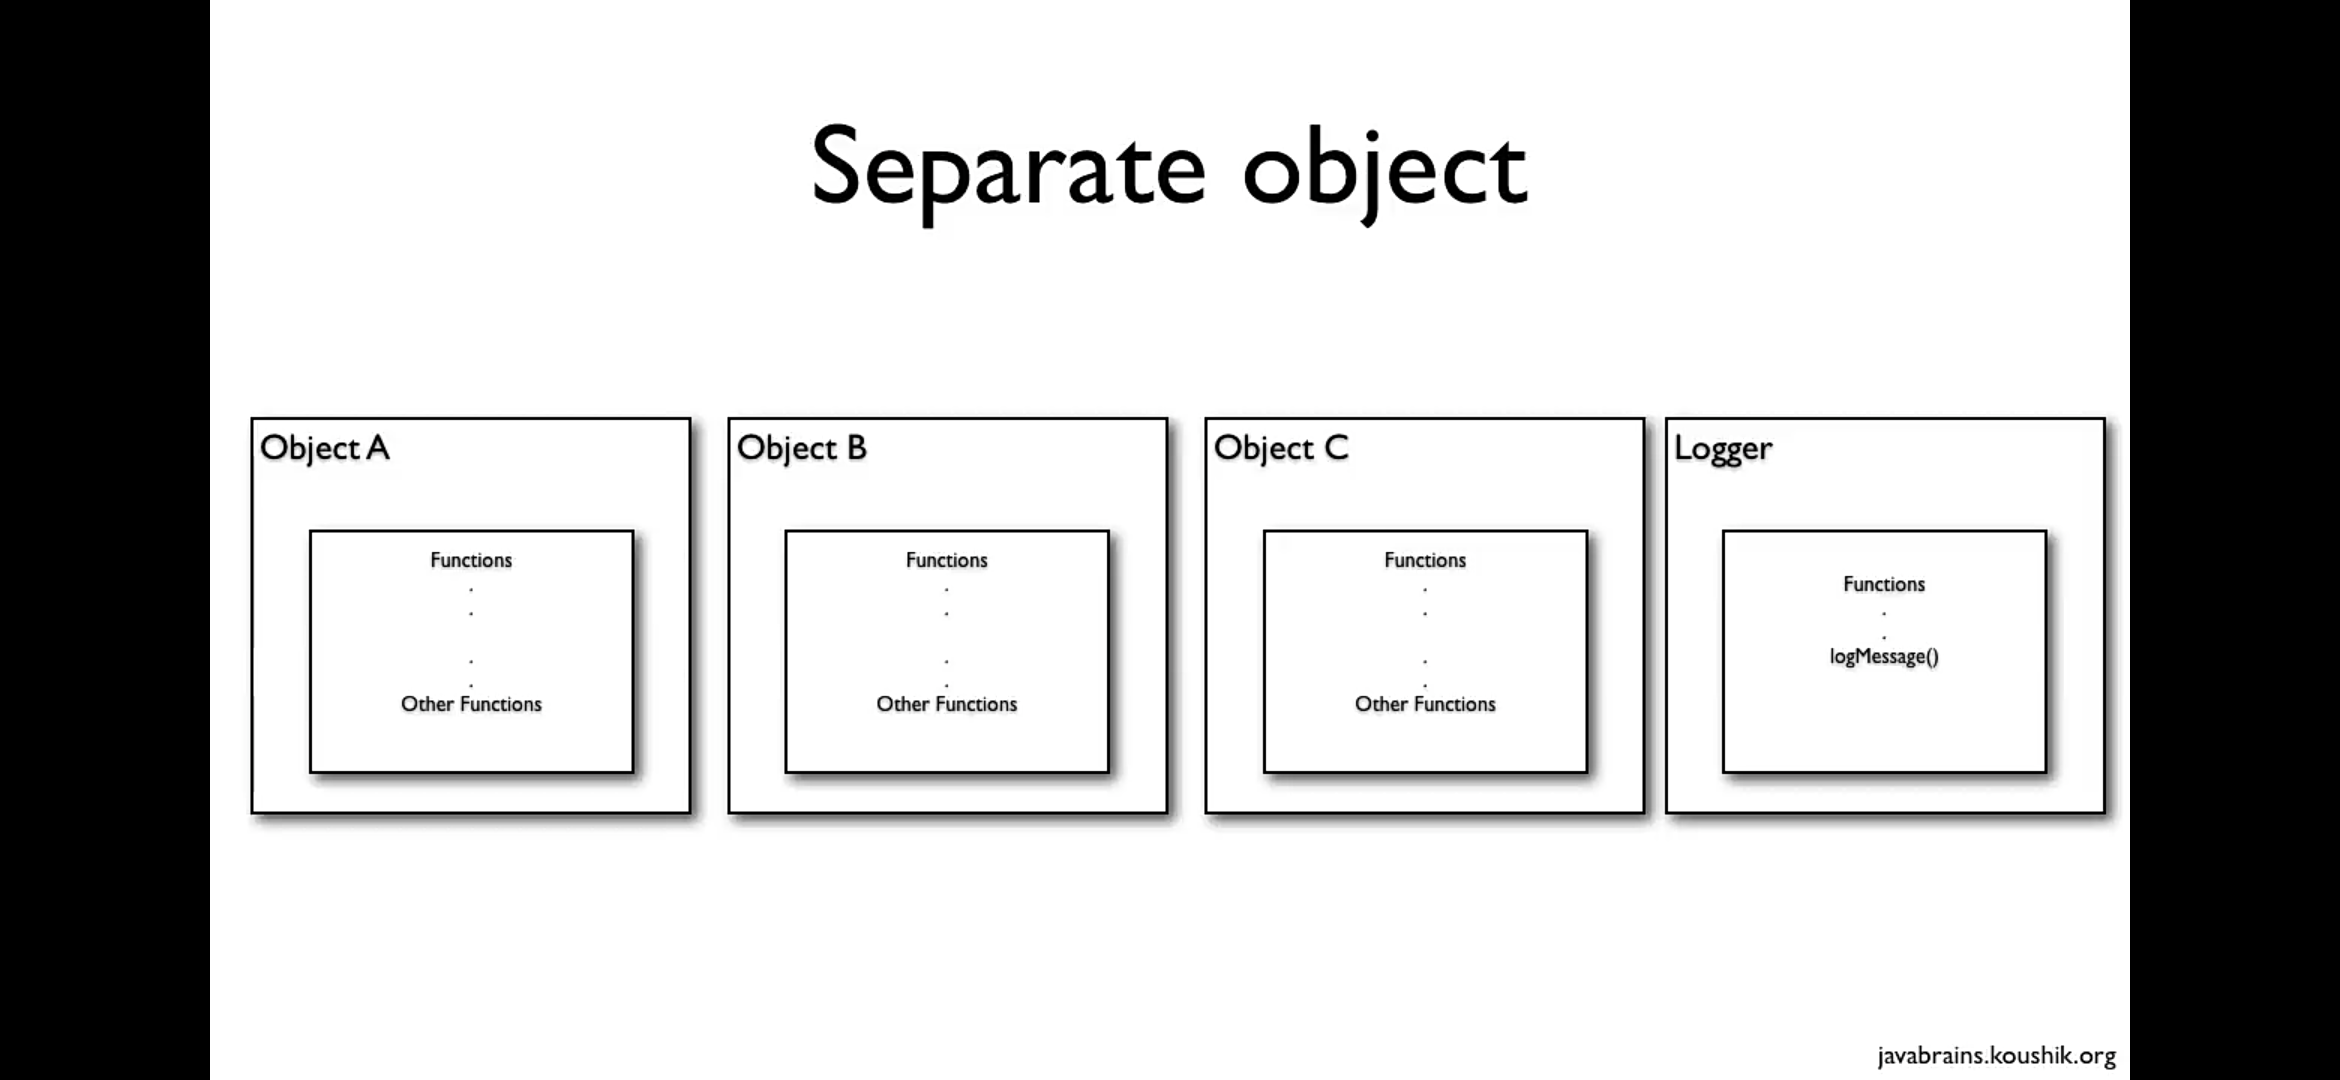 Separate object
Object A
Functions
.
.
.
.
Other Functions
Object B
Functions
.
.
.
.
Other Functions
Object C
Functions
.
.
.
.
Other Functions
Logger
Functions
.
.
logMessage()
javabrains.koushik.org